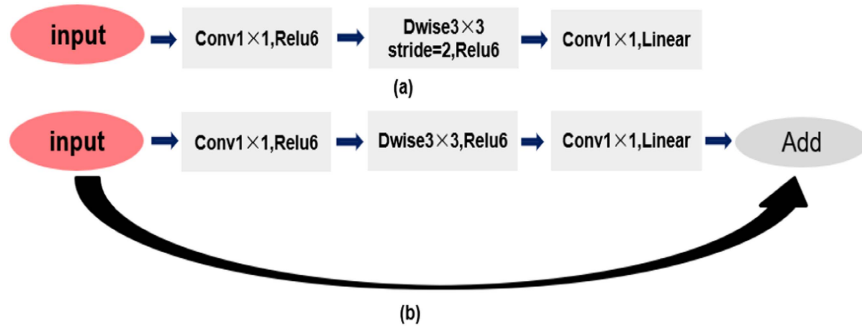 input
Conv1×1,Relu6
Dwise3×3
stride=2,Relu6
Conv1×1,Linear
(a)
input
Conv1×1,Relu6
Dwise3×3,Relu6
Conv1×1,Linear
Add
(b)